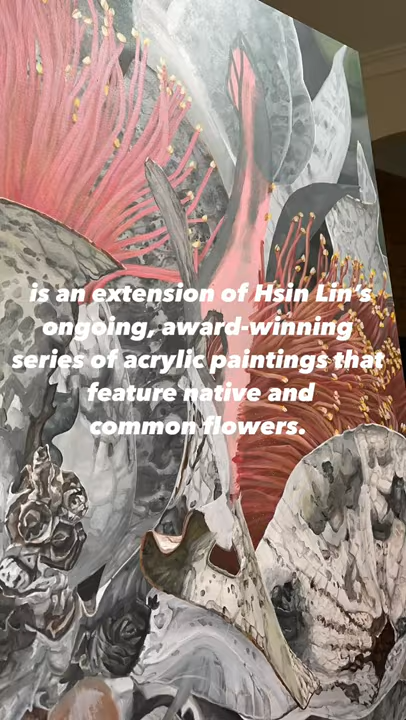 is an extension of Hsin Lin's
ongoing, award-winning
series of acrylic paintings that
feature native and
common flowers.